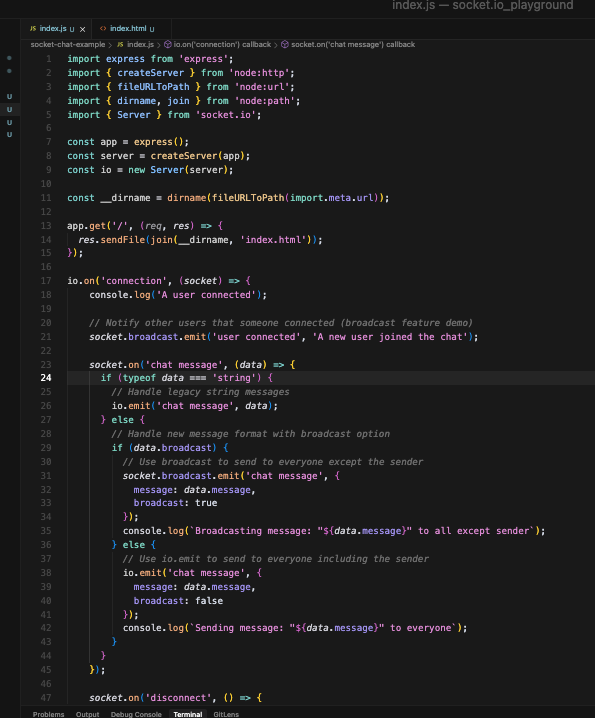 index.js — socket.io_playground
JS index.js U × <> index.html U
socket-chat-example > JS index.js > io.on('connection') callback > socket.on('chat message') callback
U
U
U
U
1 import express from 'express';
2 import { createServer } from 'node:http';
3 import { fileURLToPath } from 'node:url';
4 import { dirname, join } from 'node:path';
5 import { Server } from 'socket.io';
6
7 const app = express();
8 const server = createServer(app);
9 const io = new Server(server);
10
11 const __dirname = dirname(fileURLToPath(import.meta.url));
12
13 app.get('/', (req, res) => {
14   res.sendFile(join(__dirname, 'index.html'));
15 });
16
17 io.on('connection', (socket) => {
18     console.log('A user connected');
19
20     // Notify other users that someone connected (broadcast feature demo)
21     socket.broadcast.emit('user connected', 'A new user joined the chat');
22
23     socket.on('chat message', (data) => {
24       if (typeof data === 'string') {
25         // Handle legacy string messages
26         io.emit('chat message', data);
27       } else {
28         // Handle new message format with broadcast option
29         if (data.broadcast) {
30           // Use broadcast to send to everyone except the sender
31           socket.broadcast.emit('chat message', {
32             message: data.message,
33             broadcast: true
34           });
35           console.log(`Broadcasting message: "${data.message}" to all except sender`);
36         } else {
37           // Use io.emit to send to everyone including the sender
38           io.emit('chat message', {
39             message: data.message,
40             broadcast: false
41           });
42           console.log(`Sending message: "${data.message}" to everyone`);
43         }
44       }
45     });
46
47     socket.on('disconnect', () => {
Problems Output Debug Console Terminal GitLens